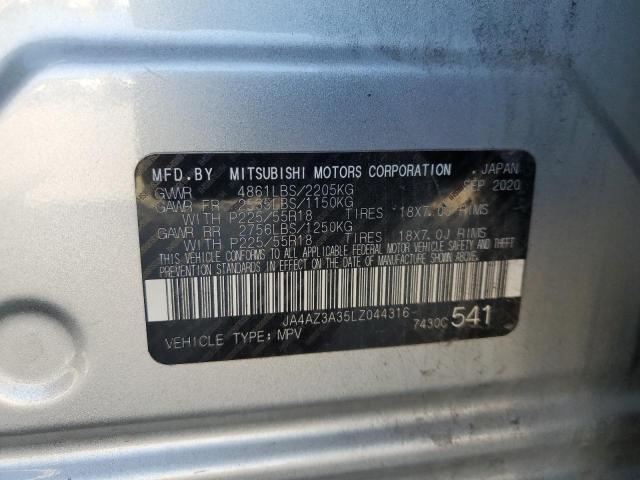 MFD.BY MITSUBISHI MOTORS CORPORATION , JAPAN
GVWR 4861LBS/2205KG SEP 2020
GAWR FR 2535LBS/1150KG
WITH P225/55R18 TIRES 18X7.0J RIMS
GAWR RR 2756LBS/1250KG
WITH P225/55R18 TIRES 18X7.0J RIMS
THIS VEHICLE CONFORMS TO ALL APPLICABLE FEDERAL MOTOR VEHICLE SAFETY AND THEFT
PREVENTION STANDARDS IN EFFECT ON THE DATE OF MANUFACTURE SHOWN ABOVE.
JA4AZ3A35LZ044316
VEHICLE TYPE: MPV 7430C 541